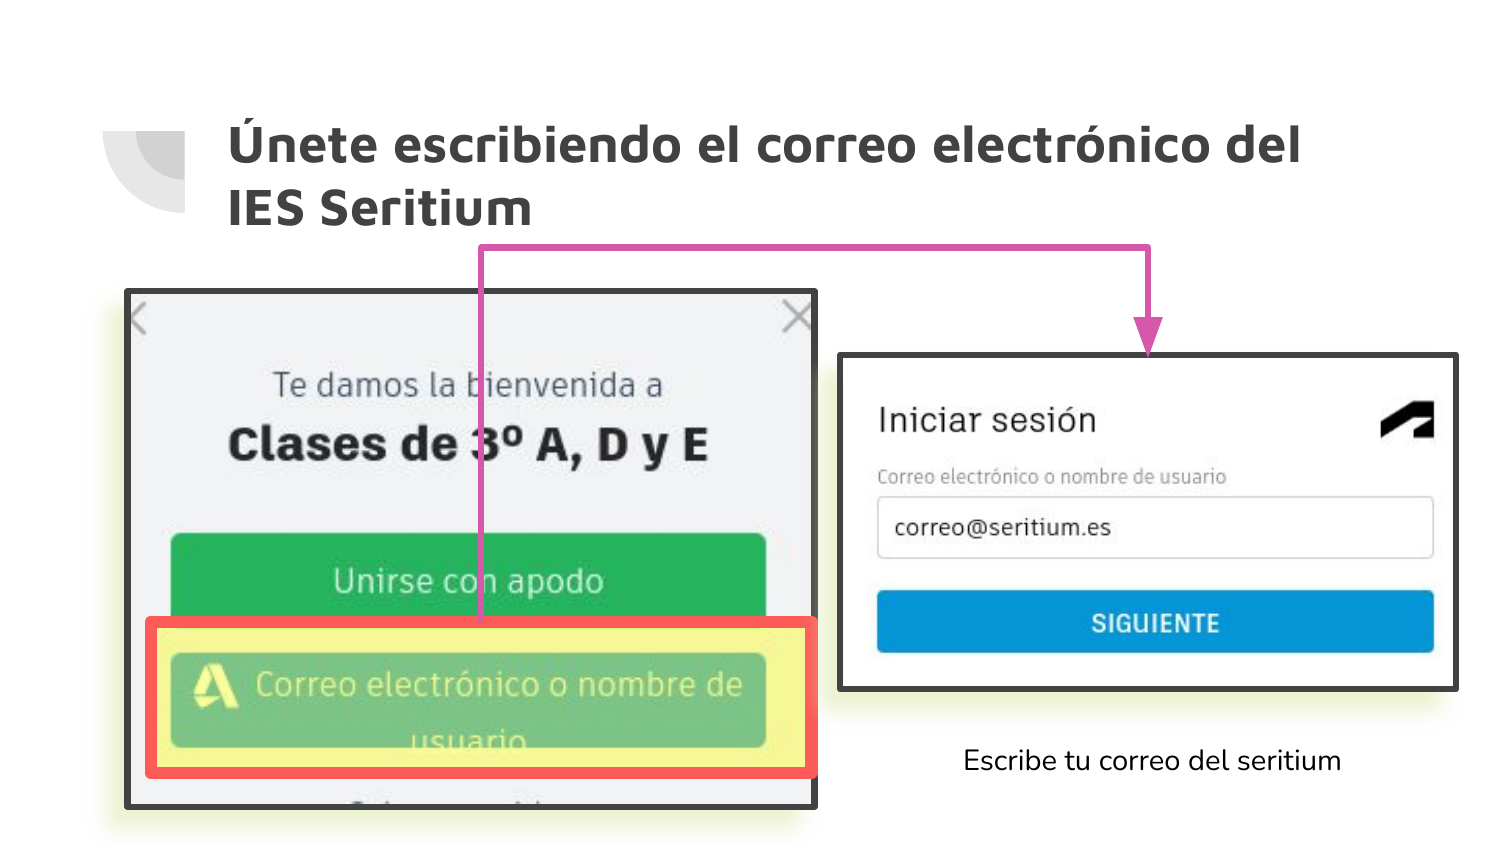 Únete escribiendo el correo electrónico del
IES Seritium
Te damos la bienvenida a
Clases de 3º A, D y E
Unirse con apodo
Correo electrónico o nombre de
usuario
Iniciar sesión
Correo electrónico o nombre de usuario
correo@seritium.es
SIGUIENTE
Escribe tu correo del seritium